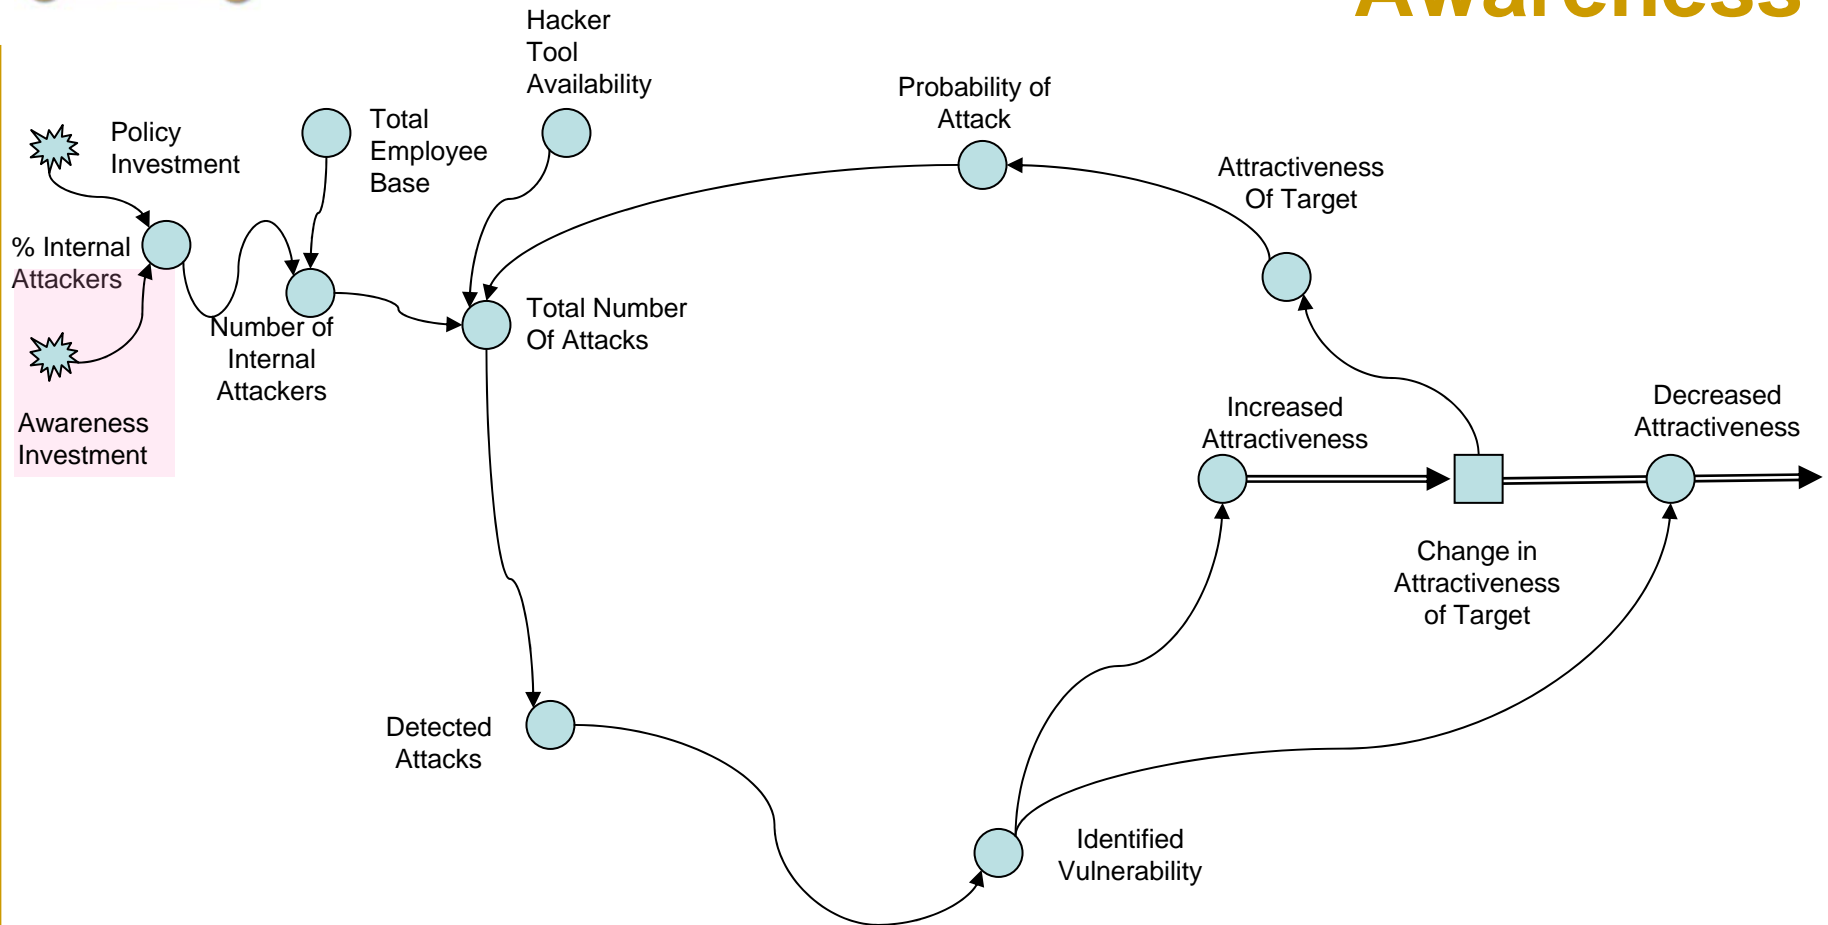 Awareness
Hacker
Tool
Availability
Policy
Investment
Total
Employee
Base
Probability of
Attack
Attractiveness
Of Target
% Internal
Attackers
Number of
Internal
Attackers
Total Number
Of Attacks
Awareness
Investment
Increased
Attractiveness
Decreased
Attractiveness
Change in
Attractiveness
of Target
Detected
Attacks
Identified
Vulnerability